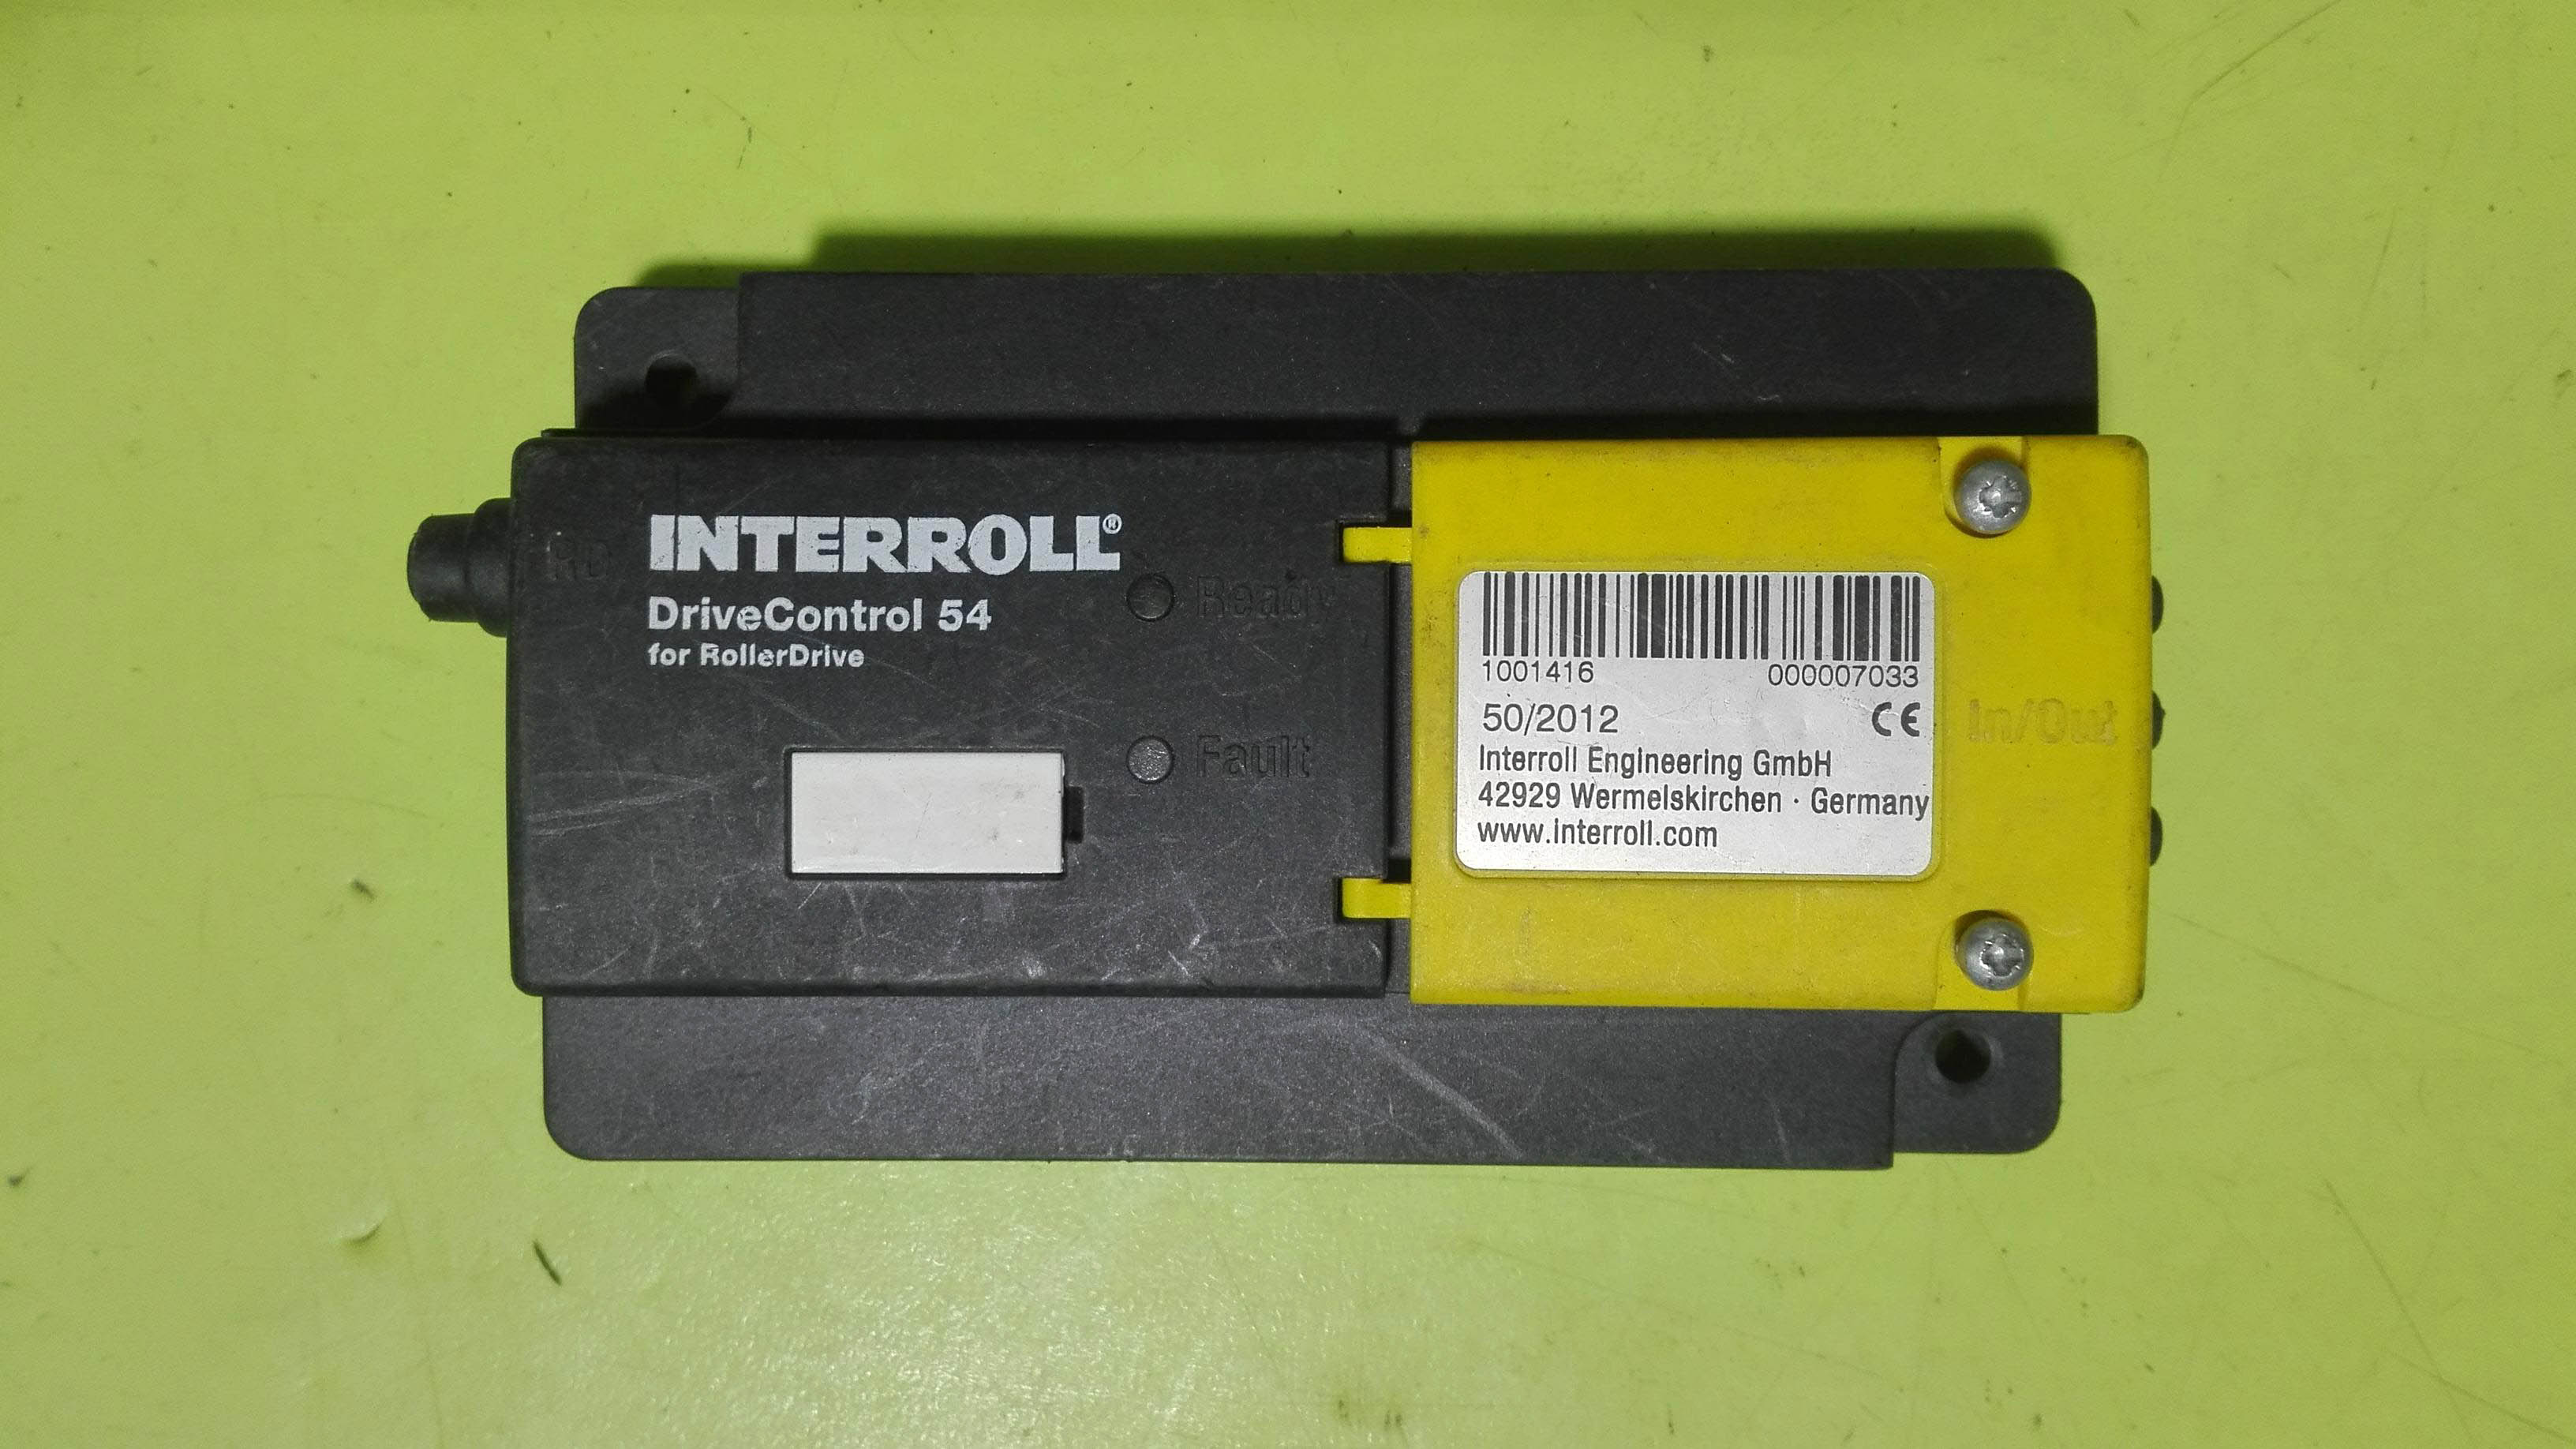 INTERROLL®
DriveControl 54
for RollerDrive
RD
Ready
Fault
1001416 000007033
50/2012 CE
Interroll Engineering GmbH
42929 Wermelskirchen · Germany
www.interroll.com
In/Out